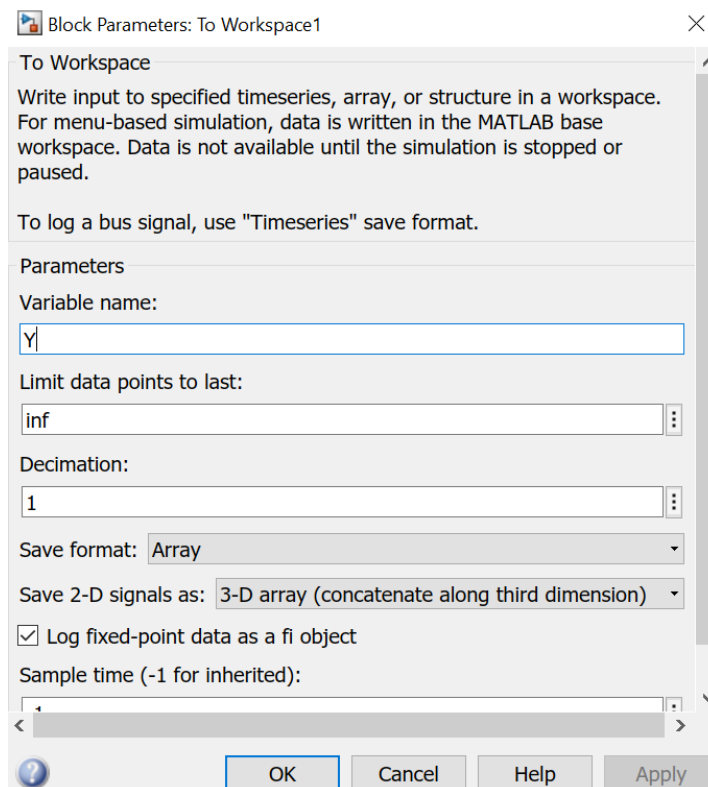 Block Parameters: To Workspace1
To Workspace
Write input to specified timeseries, array, or structure in a workspace.
For menu-based simulation, data is written in the MATLAB base
workspace. Data is not available until the simulation is stopped or
paused.
To log a bus signal, use "Timeseries" save format.
Parameters
Variable name:
Y
Limit data points to last:
inf
Decimation:
1
Save format: Array
Save 2-D signals as: 3-D array (concatenate along third dimension)
Log fixed-point data as a fi object
Sample time (-1 for inherited):
-1
OK Cancel Help Apply